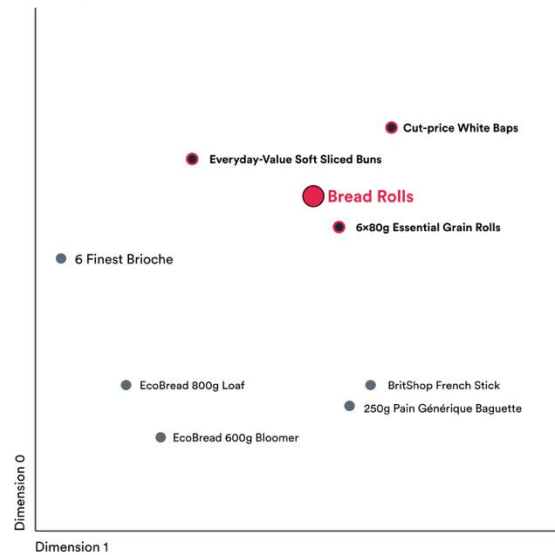 Cut-price White Baps
Everyday-Value Soft Sliced Buns
Bread Rolls
6×80g Essential Grain Rolls
6 Finest Brioche
EcoBread 800g Loaf
BritShop French Stick
250g Pain Générique Baguette
EcoBread 600g Bloomer
Dimension 0
Dimension 1